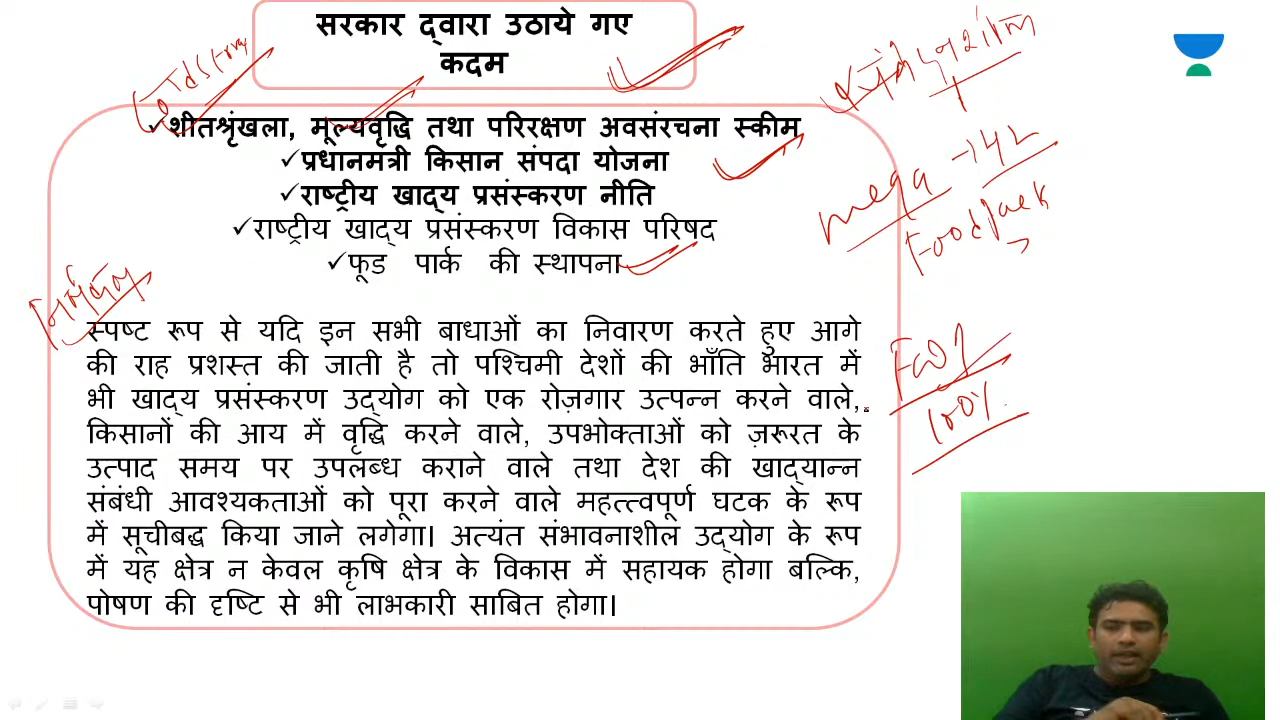 सरकार द्वारा उठाये गए
कदम
शीतश्रृंखला, मूल्यवृद्धि तथा परिरक्षण अवसंरचना स्कीम
✓प्रधानमंत्री किसान संपदा योजना
✓राष्ट्रीय खाद्य प्रसंस्करण नीति
✓राष्ट्रीय खाद्य प्रसंस्करण विकास परिषद
✓फूड पार्क की स्थापना
स्पष्ट रूप से यदि इन सभी बाधाओं का निवारण करते हुए आगे
की राह प्रशस्त की जाती है तो पश्चिमी देशों की भाँति भारत में
भी खाद्य प्रसंस्करण उद्योग को एक रोज़गार उत्पन्न करने वाले,
किसानों की आय में वृद्धि करने वाले, उपभोक्ताओं को ज़रूरत के
उत्पाद समय पर उपलब्ध कराने वाले तथा देश की खाद्यान्न
संबंधी आवश्यकताओं को पूरा करने वाले महत्त्वपूर्ण घटक के रूप
में सूचीबद्ध किया जाने लगेगा। अत्यंत संभावनाशील उद्योग के रूप
में यह क्षेत्र न केवल कृषि क्षेत्र के विकास में सहायक होगा बल्कि,
पोषण की दृष्टि से भी लाभकारी साबित होगा।
mega → 42
Food park
100%